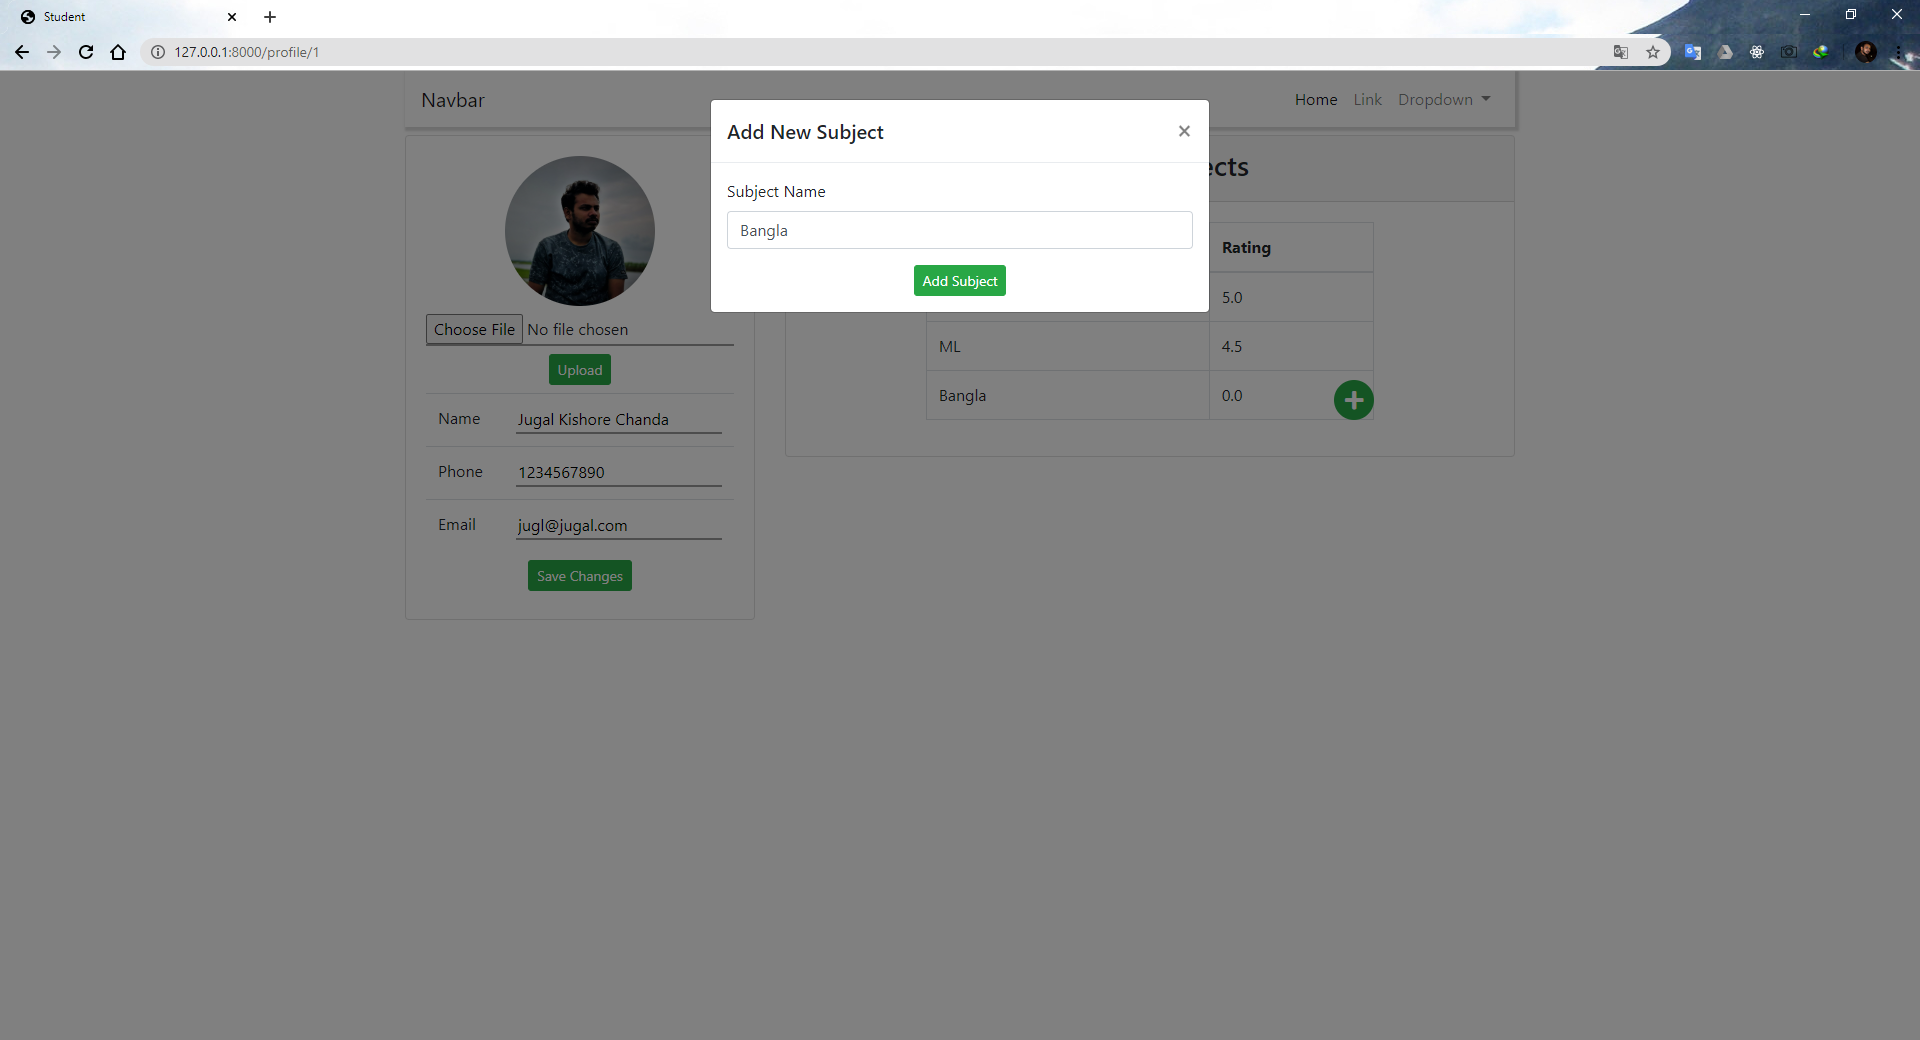 Student
127.0.0.1:8000/profile/1
Navbar
Home Link Dropdown
Add New Subject ×
Subject Name
Bangla
Add Subject
ects
Rating
5.0
ML 4.5
Bangla 0.0
Choose File No file chosen
Upload
Name Jugal Kishore Chanda
Phone 1234567890
Email jugl@jugal.com
Save Changes